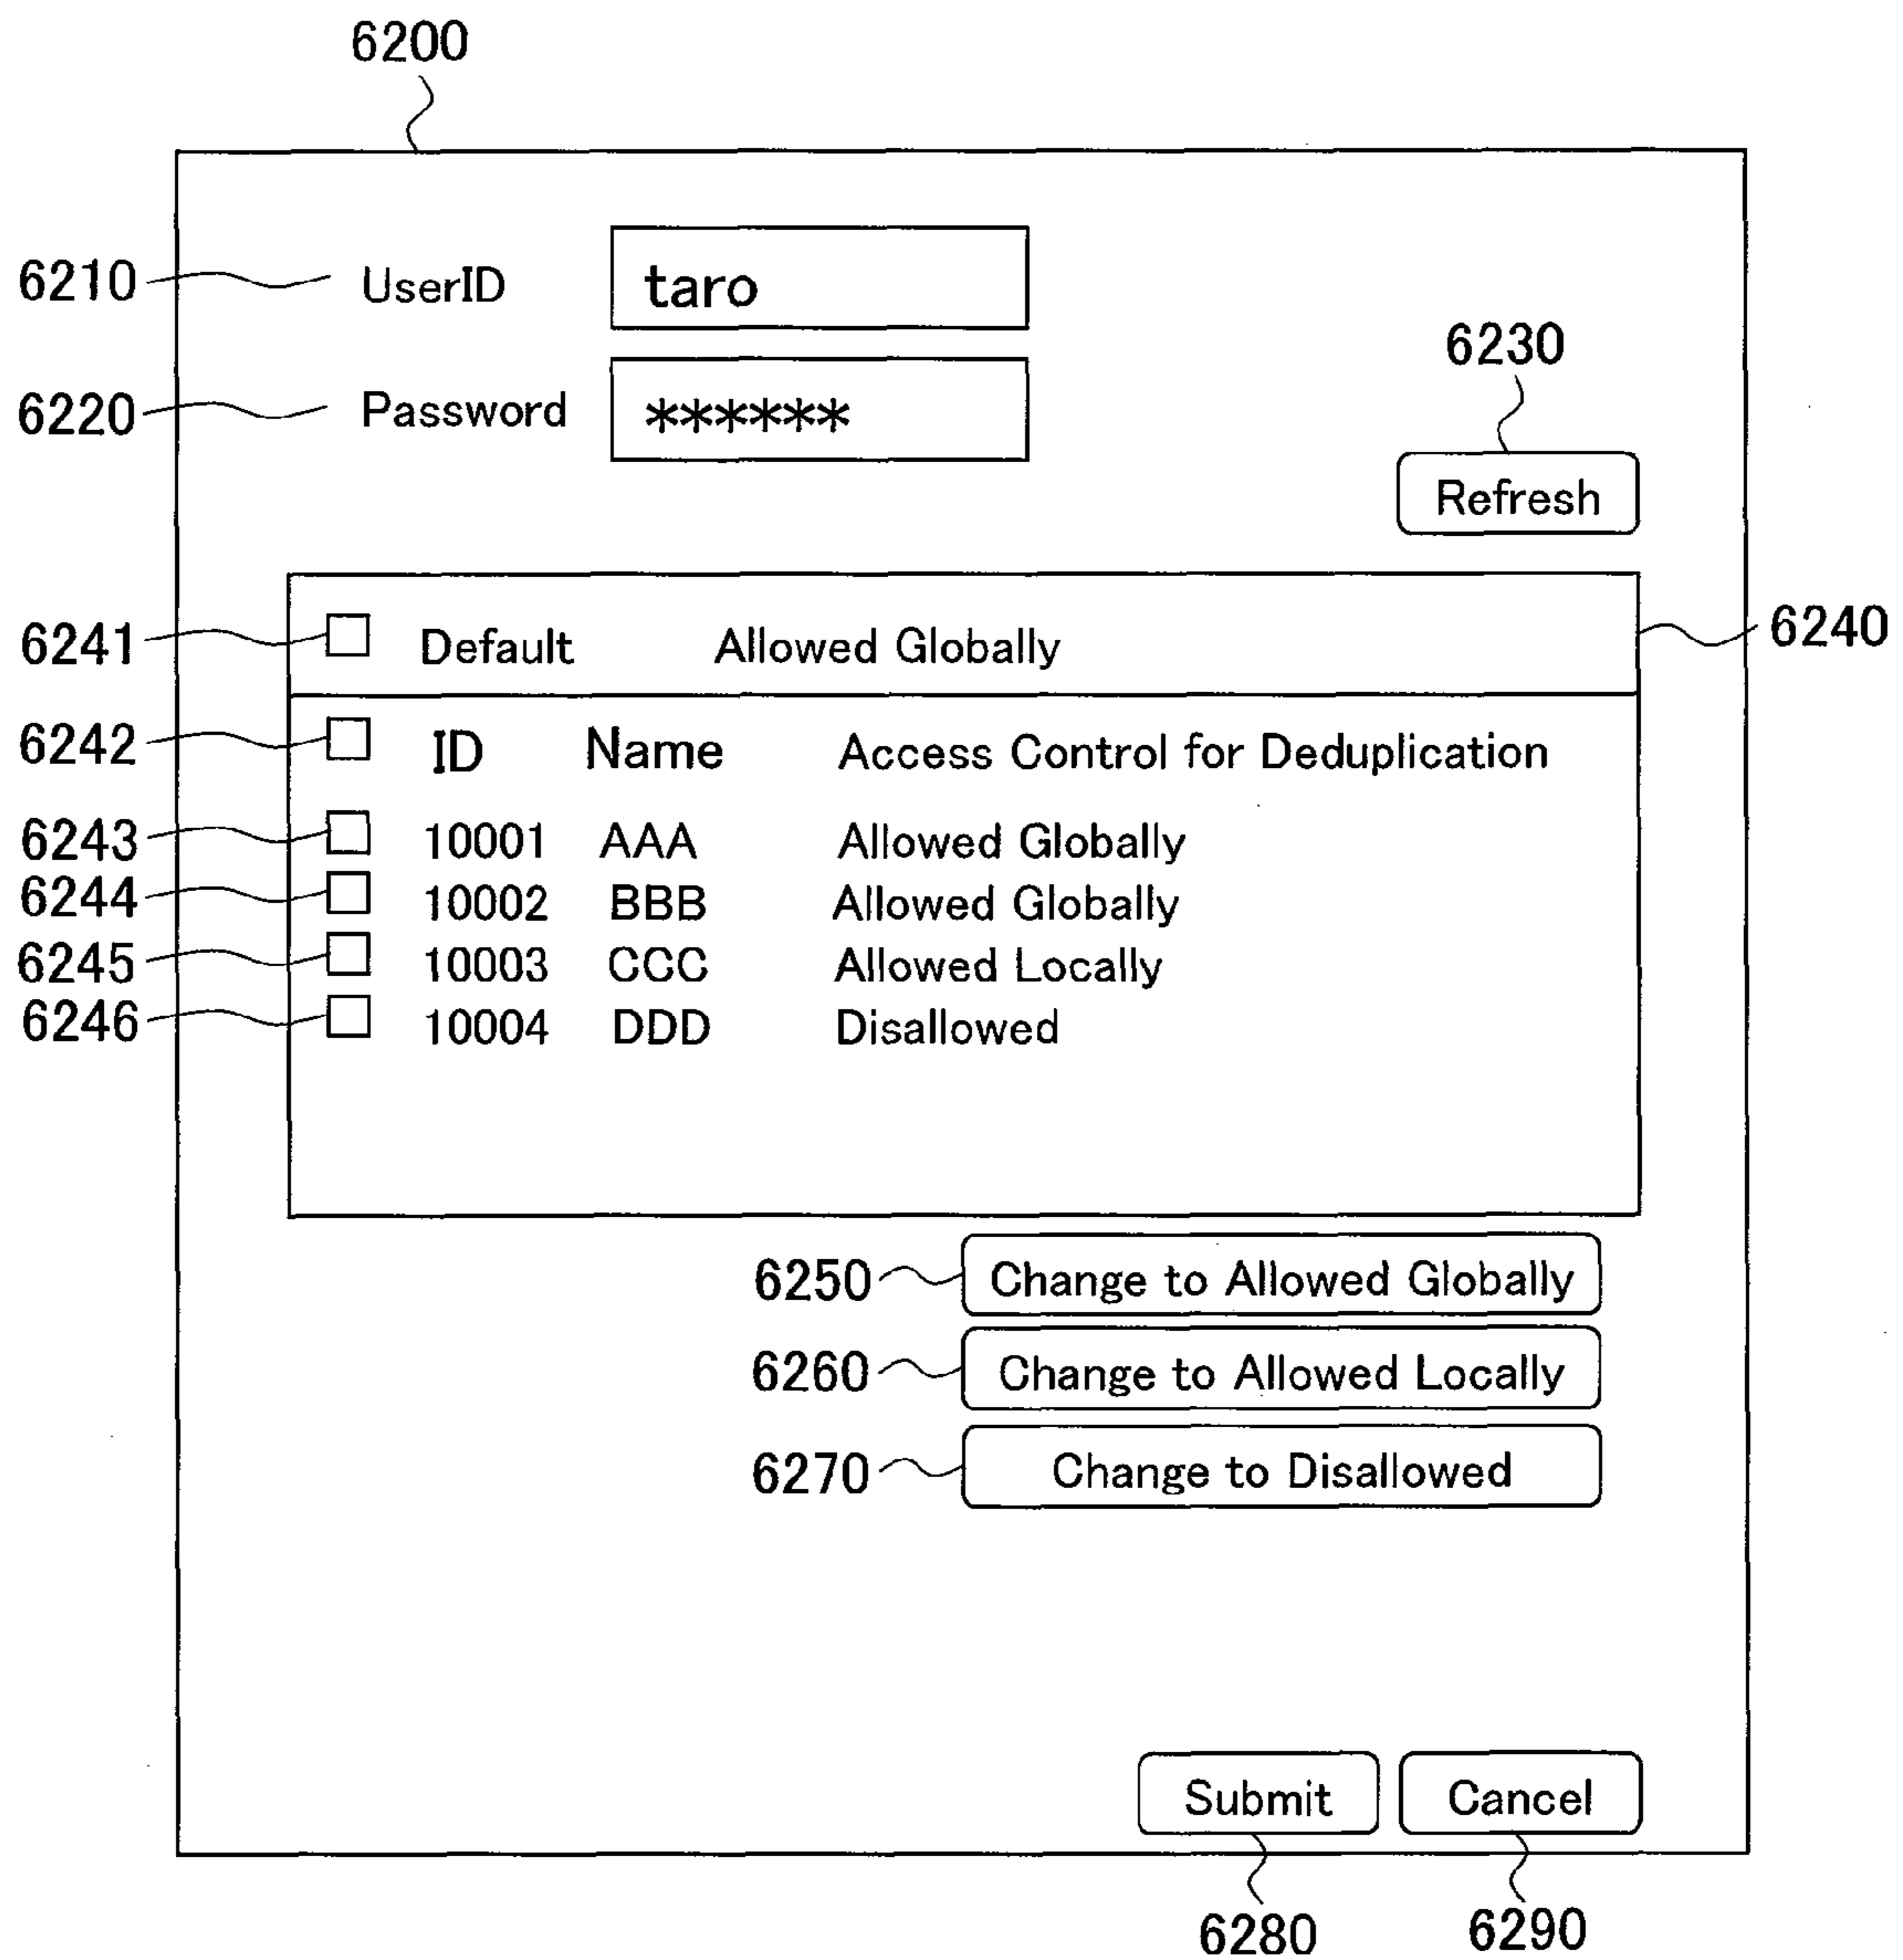 6200
6210 UserID taro
6220 Password ******
6230
Refresh
6241 Default Allowed Globally 6240
6242 ID Name Access Control for Deduplication
6243 10001 AAA Allowed Globally
6244 10002 BBB Allowed Globally
6245 10003 CCC Allowed Locally
6246 10004 DDD Disallowed
6250 Change to Allowed Globally
6260 Change to Allowed Locally
6270 Change to Disallowed
Submit Cancel
6280 6290